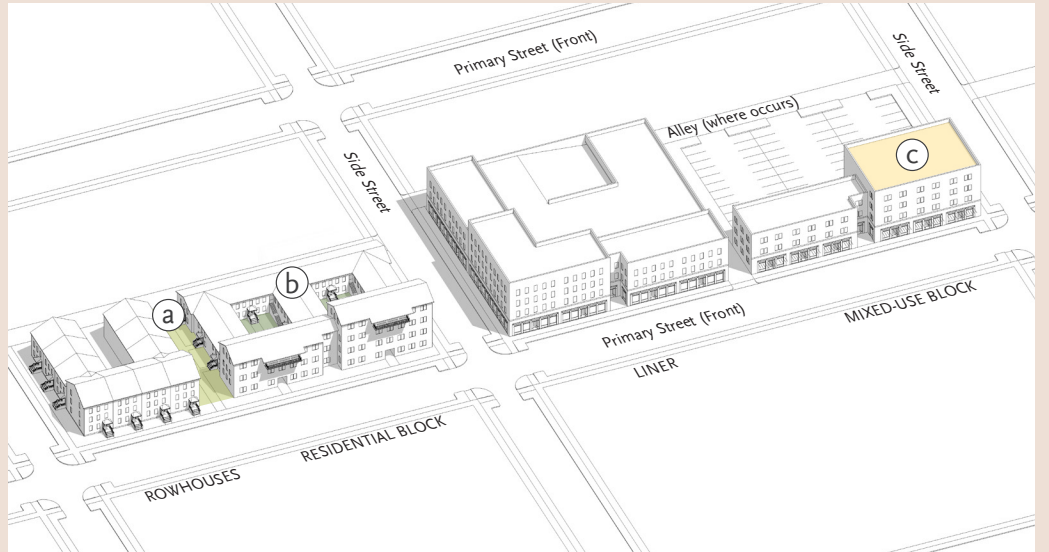 Primary Street (Front)
Side Street
Alley (where occurs)
c
Side Street
b
a
Primary Street (Front)
MIXED-USE BLOCK
LINER
RESIDENTIAL BLOCK
ROWHOUSES